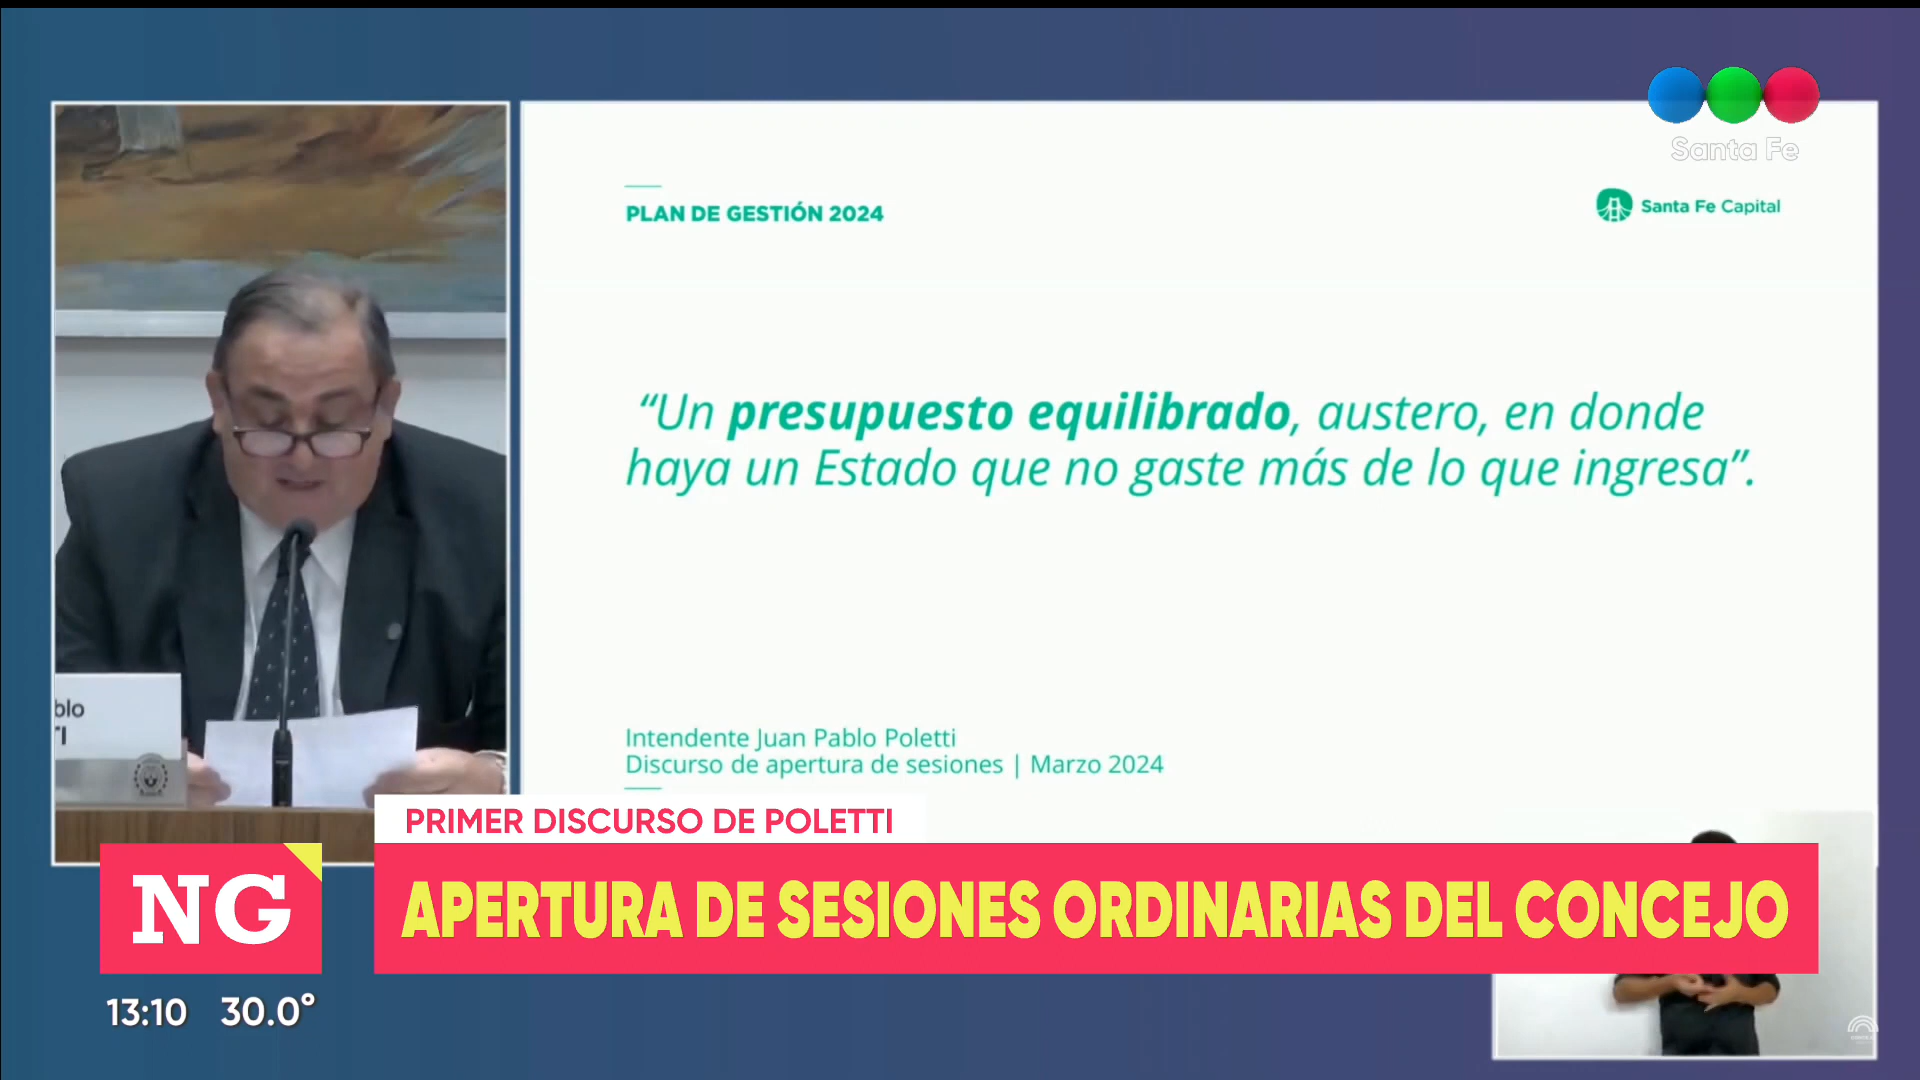 Santa Fe
PLAN DE GESTIÓN 2024
Santa Fe Capital
“Un presupuesto equilibrado, austero, en donde
haya un Estado que no gaste más de lo que ingresa”.
Intendente Juan Pablo Poletti
Discurso de apertura de sesiones | Marzo 2024
blo
TI
PRIMER DISCURSO DE POLETTI
NG
APERTURA DE SESIONES ORDINARIAS DEL CONCEJO
13:10 30.0°